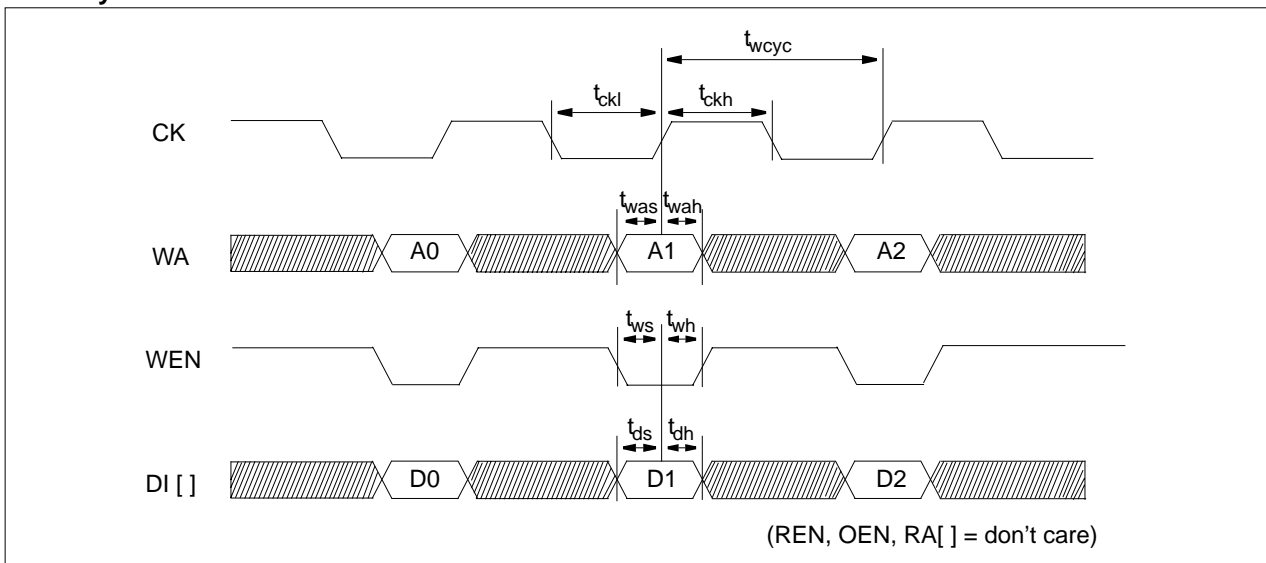 t_wcyc
t_ckl t_ckh
CK
t_was t_wah
WA A0 A1 A2
t_ws t_wh
WEN
t_ds t_dh
DI [ ] D0 D1 D2
(REN, OEN, RA[ ] = don't care)